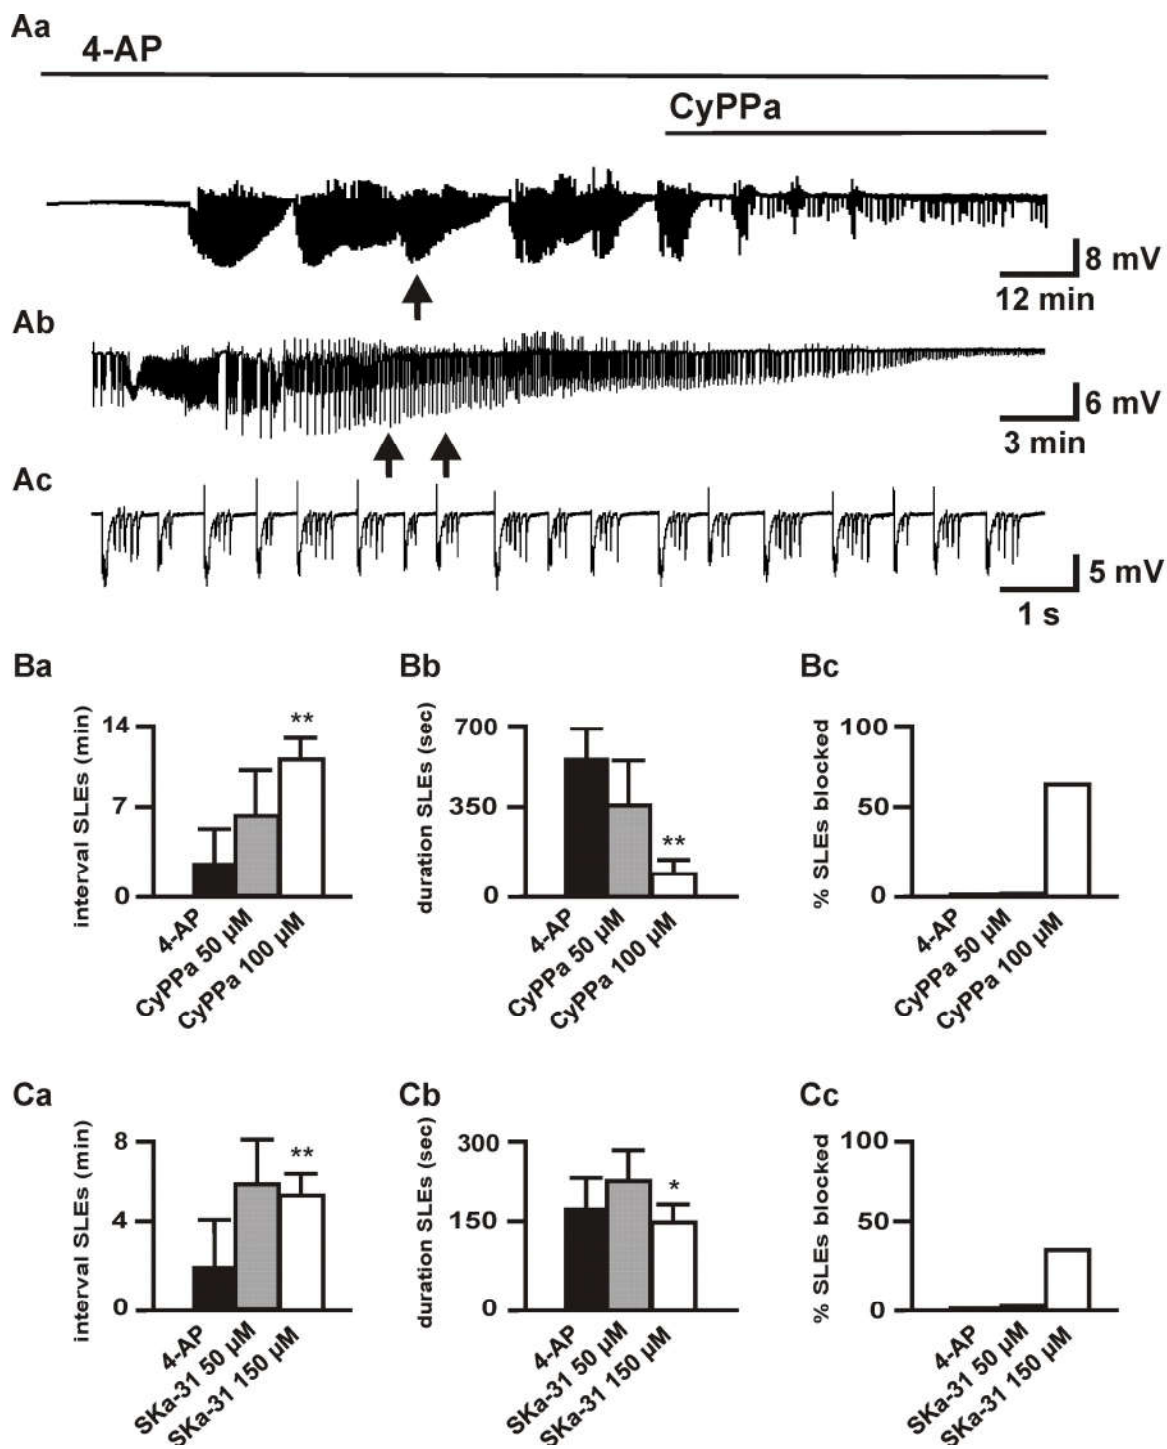 Aa
4-AP
CyPPa
8 mV
12 min
Ab
6 mV
3 min
Ac
5 mV
1 s
Ba
interval SLEs (min)
14
7
0
**
4-AP
CyPPa 50 µM
CyPPa 100 µM
Bb
duration SLEs (sec)
700
350
0
**
4-AP
CyPPa 50 µM
CyPPa 100 µM
Bc
% SLEs blocked
100
50
0
4-AP
CyPPa 50 µM
CyPPa 100 µM
Ca
interval SLEs (min)
8
4
0
**
4-AP
SKa-31 50 µM
SKa-31 150 µM
Cb
duration SLEs (sec)
300
150
0
*
4-AP
SKa-31 50 µM
SKa-31 150 µM
Cc
% SLEs blocked
100
50
0
4-AP
SKa-31 50 µM
SKa-31 150 µM